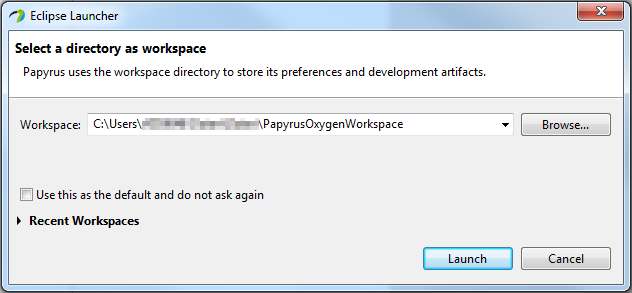 Eclipse Launcher
Select a directory as workspace
Papyrus uses the workspace directory to store its preferences and development artifacts.
Workspace: C:\Users\ \PapyrusOxygenWorkspace Browse...
Use this as the default and do not ask again
Recent Workspaces
Launch Cancel